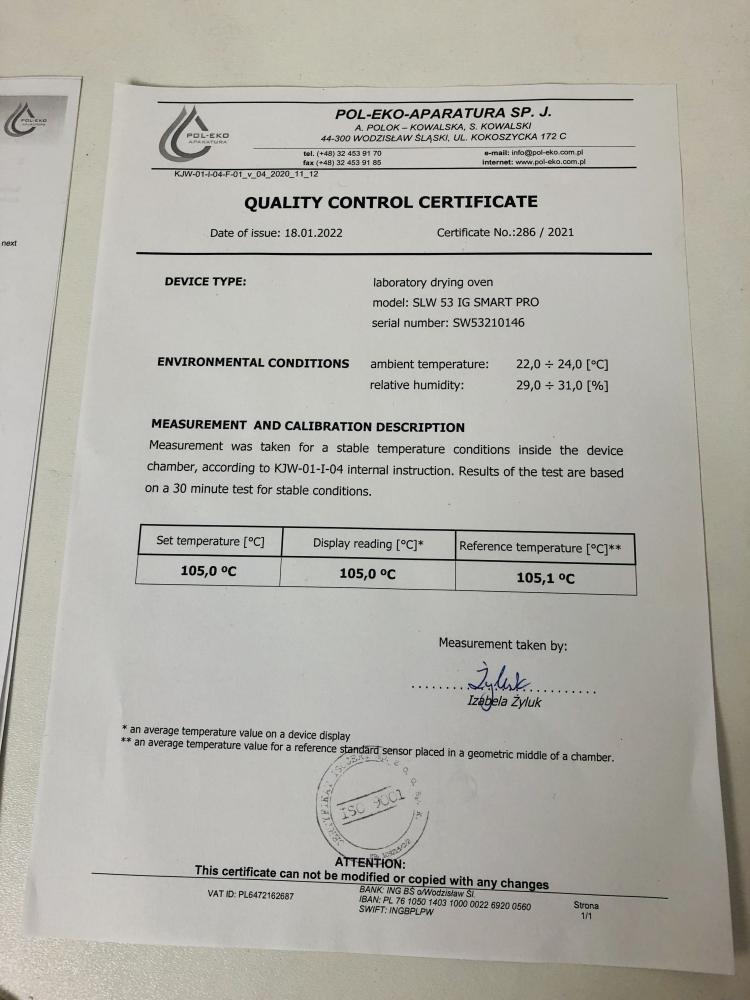 POL-EKO
APARATURA
next
POL-EKO
APARATURA
POL-EKO-APARATURA SP. J.
A. POLOK – KOWALSKA, S. KOWALSKI
44-300 WODZISŁAW ŚLĄSKI, UL. KOKOSZYCKA 172 C
tel. (+48) 32 453 91 70 e-mail: info@pol-eko.com.pl
fax (+48) 32 453 91 85 internet: www.pol-eko.com.pl
KJW-01-I-04-F-01_v_04_2020_11_12
QUALITY CONTROL CERTIFICATE
Date of issue: 18.01.2022 Certificate No.:286 / 2021
DEVICE TYPE: laboratory drying oven
model: SLW 53 IG SMART PRO
serial number: SW53210146
ENVIRONMENTAL CONDITIONS ambient temperature: 22,0 ÷ 24,0 [°C]
relative humidity: 29,0 ÷ 31,0 [%]
MEASUREMENT AND CALIBRATION DESCRIPTION
Measurement was taken for a stable temperature conditions inside the device
chamber, according to KJW-01-I-04 internal instruction. Results of the test are based
on a 30 minute test for stable conditions.
Set temperature [°C] Display reading [°C]* Reference temperature [°C]**
105,0 ºC 105,0 ºC 105,1 ºC
Measurement taken by:
Żyluk
Izabela Żyluk
* an average temperature value on a device display
** an average temperature value for a reference standard sensor placed in a geometric middle of a chamber.
ISO 9001
ATTENTION:
This certificate can not be modified or copied with any changes
VAT ID: PL6472162687 BANK: ING BŚ o/Wodzisław Śl.
IBAN: PL 76 1050 1403 1000 0022 6920 0560
SWIFT: INGBPLPW
Strona
1/1